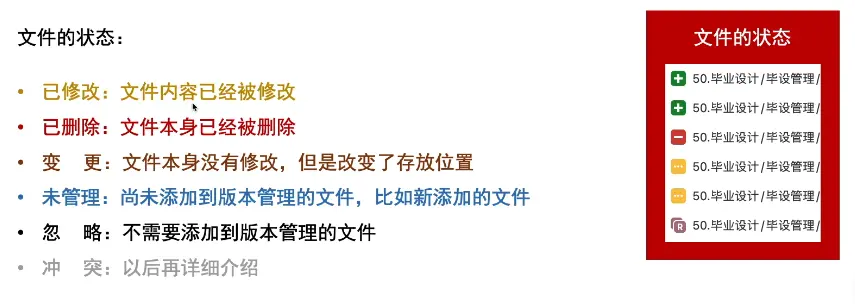 文件的状态：
• 已修改：文件内容已经被修改
• 已删除：文件本身已经被删除
• 变 更：文件本身没有修改，但是改变了存放位置
• 未管理：尚未添加到版本管理的文件，比如新添加的文件
• 忽 略：不需要添加到版本管理的文件
• 冲 突：以后再详细介绍
文件的状态
50.毕业设计/毕设管理/
50.毕业设计/毕设管理/
50.毕业设计/毕设管理/
50.毕业设计/毕设管理/
50.毕业设计/毕设管理/
R 50.毕业设计/毕设管理/